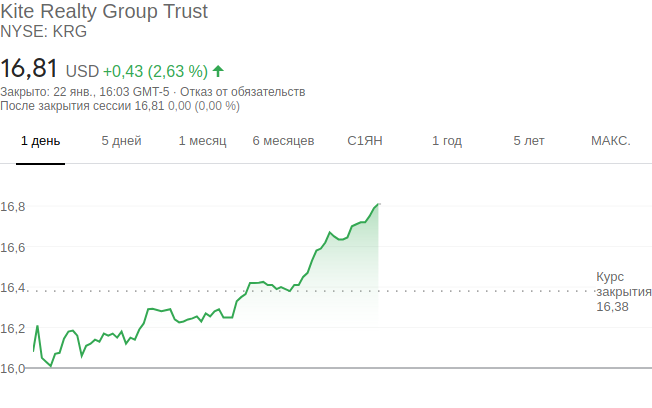 Kite Realty Group Trust
NYSE: KRG
16,81 USD +0,43 (2,63 %)
Закрыто: 22 янв., 16:03 GMT-5 · Отказ от обязательств
После закрытия сессии 16,81 0,00 (0,00 %)
1 день 5 дней 1 месяц 6 месяцев С1ЯН 1 год 5 лет МАКС.
16,8
16,6
16,4
16,2
16,0
Курс
закрытия
16,38